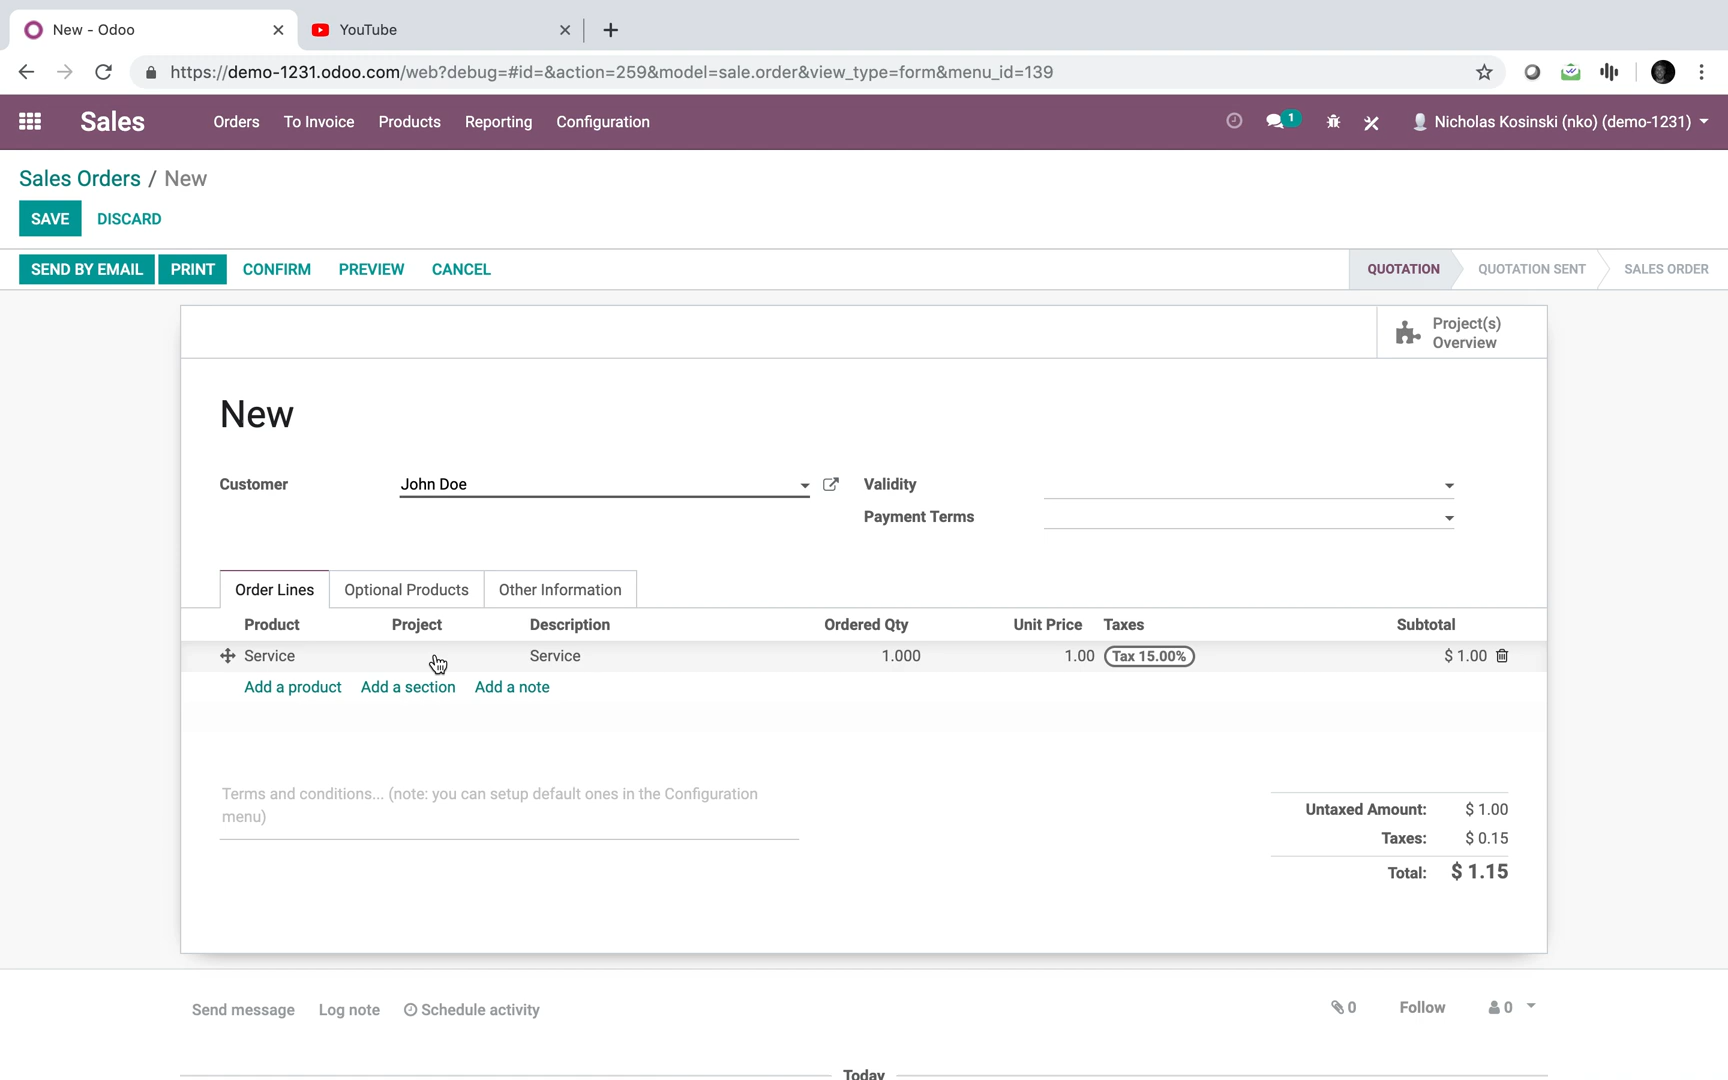 New - Odoo
YouTube
https://demo-1231.odoo.com/web?debug=#id=&action=259&model=sale.order&view_type=form&menu_id=139
Sales Orders To Invoice Products Reporting Configuration 1 Nicholas Kosinski (nko) (demo-1231)
Sales Orders / New
SAVE DISCARD
SEND BY EMAIL PRINT CONFIRM PREVIEW CANCEL QUOTATION QUOTATION SENT SALES ORDER
Project(s)
Overview
New
Customer John Doe Validity
Payment Terms
Order Lines Optional Products Other Information
Product Project Description Ordered Qty Unit Price Taxes Subtotal
Service Service 1.000 1.00 Tax 15.00% $ 1.00
Add a product Add a section Add a note
Terms and conditions... (note: you can setup default ones in the Configuration
menu)
Untaxed Amount: $ 1.00
Taxes: $ 0.15
Total: $ 1.15
Send message Log note Schedule activity 0 Follow 0
Today